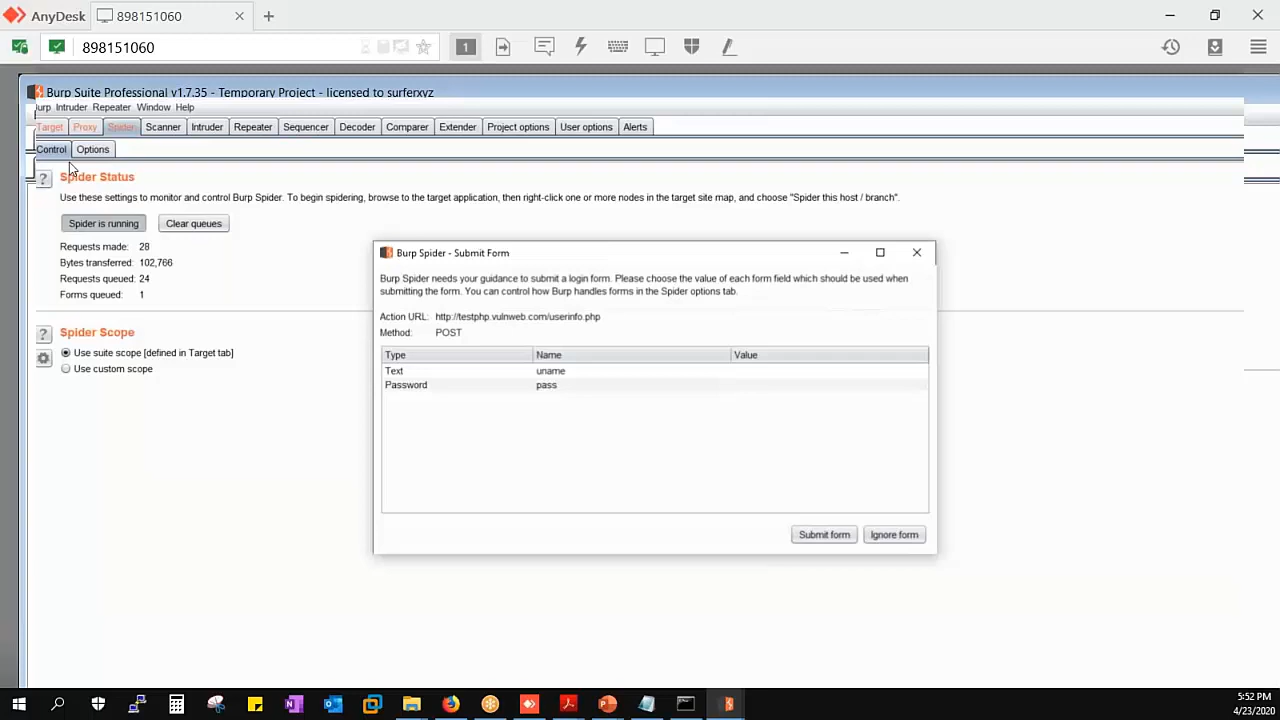 AnyDesk 898151060
898151060 1
Burp Suite Professional v1.7.35 - Temporary Project - licensed to surferxyz
urp Intruder Repeater Window Help
Target Proxy Spider Scanner Intruder Repeater Sequencer Decoder Comparer Extender Project options User options Alerts
Control Options
? Spider Status
Use these settings to monitor and control Burp Spider. To begin spidering, browse to the target application, then right-click one or more nodes in the target site map, and choose "Spider this host / branch".
Spider is running Clear queues
Requests made: 28
Bytes transferred: 102,766
Requests queued: 24
Forms queued: 1
? Spider Scope
Use suite scope [defined in Target tab]
Use custom scope
Burp Spider - Submit Form
Burp Spider needs your guidance to submit a login form. Please choose the value of each form field which should be used when
submitting the form. You can control how Burp handles forms in the Spider options tab.
Action URL: http://testphp.vulnweb.com/userinfo.php
Method: POST
Type Name Value
Text uname
Password pass
Submit form Ignore form
5:52 PM
4/23/2020